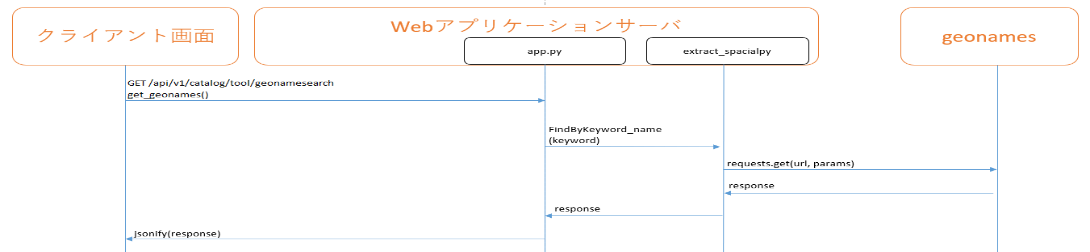 クライアント画面
Webアプリケーションサーバ
geonames
app.py
extract_spacialpy
GET /api/v1/catalog/tool/geonamesearch
get_geonames()
FindByKeyword_name
(keyword)
requests.get(url, params)
response
response
jsonify(response)